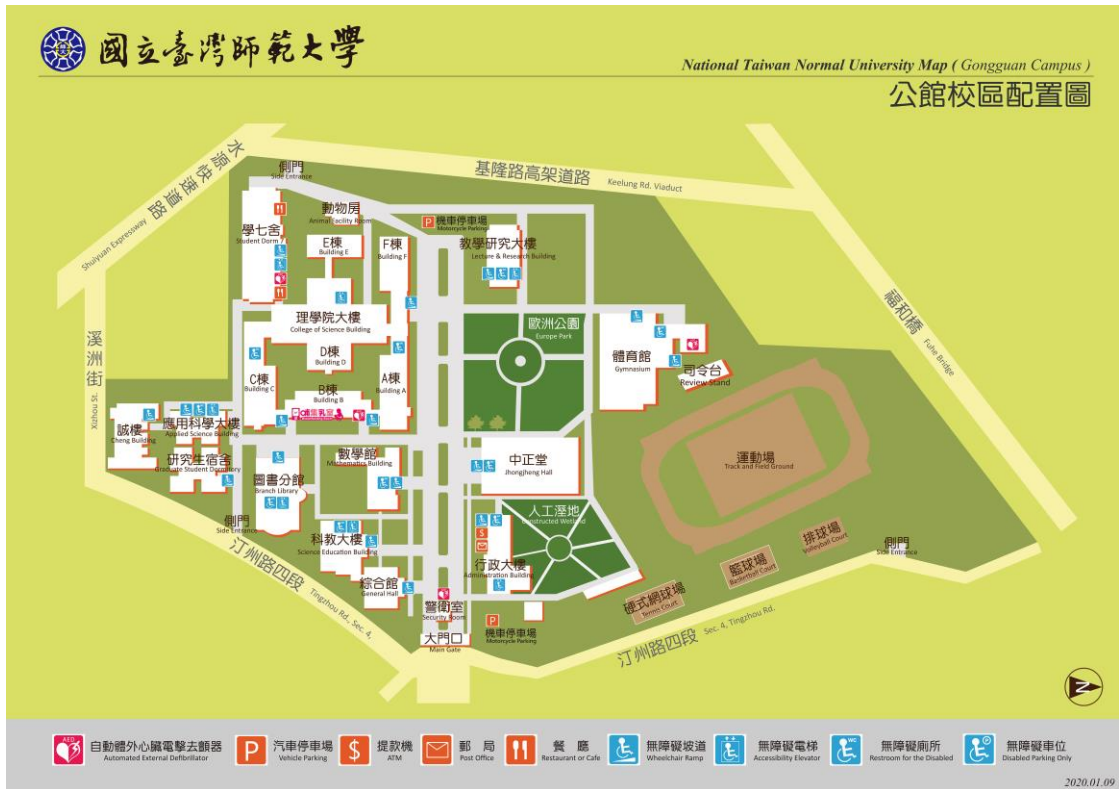 國立臺灣師範大學
National Taiwan Normal University Map ( Gongguan Campus )
公館校區配置圖
水源快速道路
Shuiyuan Expressway
基隆路高架道路
Keelung Rd. Viaduct
側門
Side Entrance
動物房
Animal Facility Room
學七舍
Student Dorm 7
E棟
Building E
F棟
Building F
P
機車停車場
Motorcycle Parking
教學研究大樓
Lecture & Research Building
福和橋
Fuhe Bridge
溪洲街
Xizhou St.
理學院大樓
College of Science Building
歐洲公園
Europe Park
體育館
Gymnasium
司令台
Review Stand
D棟
Building D
C棟
Building C
B棟
Building B
A棟
Building A
哺集乳室
誠樓
Cheng Building
應用科學大樓
Applied Science Building
研究生宿舍
Graduate Student Dormitory
圖書分館
Branch Library
數學館
Mathematics Building
中正堂
Jhongjheng Hall
運動場
Track and Field Ground
人工溼地
Constructed Wetland
側門
Side Entrance
科教大樓
Science Education Building
行政大樓
Administration Building
$
排球場
Volleyball Court
籃球場
Basketball Court
側門
Side Entrance
綜合館
General Hall
硬式網球場
Tennis Court
警衛室
Security Room
大門口
Main Gate
P
機車停車場
Motorcycle Parking
汀州路四段
Tingzhou Rd., Sec. 4,
汀州路四段
Sec. 4, Tingzhou Rd.
N
AED
自動體外心臟電擊去顫器
Automated External Defibrillator
P
汽車停車場
Vehicle Parking
$
提款機
ATM
郵 局
Post Office
餐 廳
Restaurant or Cafe
無障礙坡道
Wheelchair Ramp
無障礙電梯
Accessibility Elevator
WC
無障礙廁所
Restroom for the Disabled
P
無障礙車位
Disabled Parking Only
2020.01.09